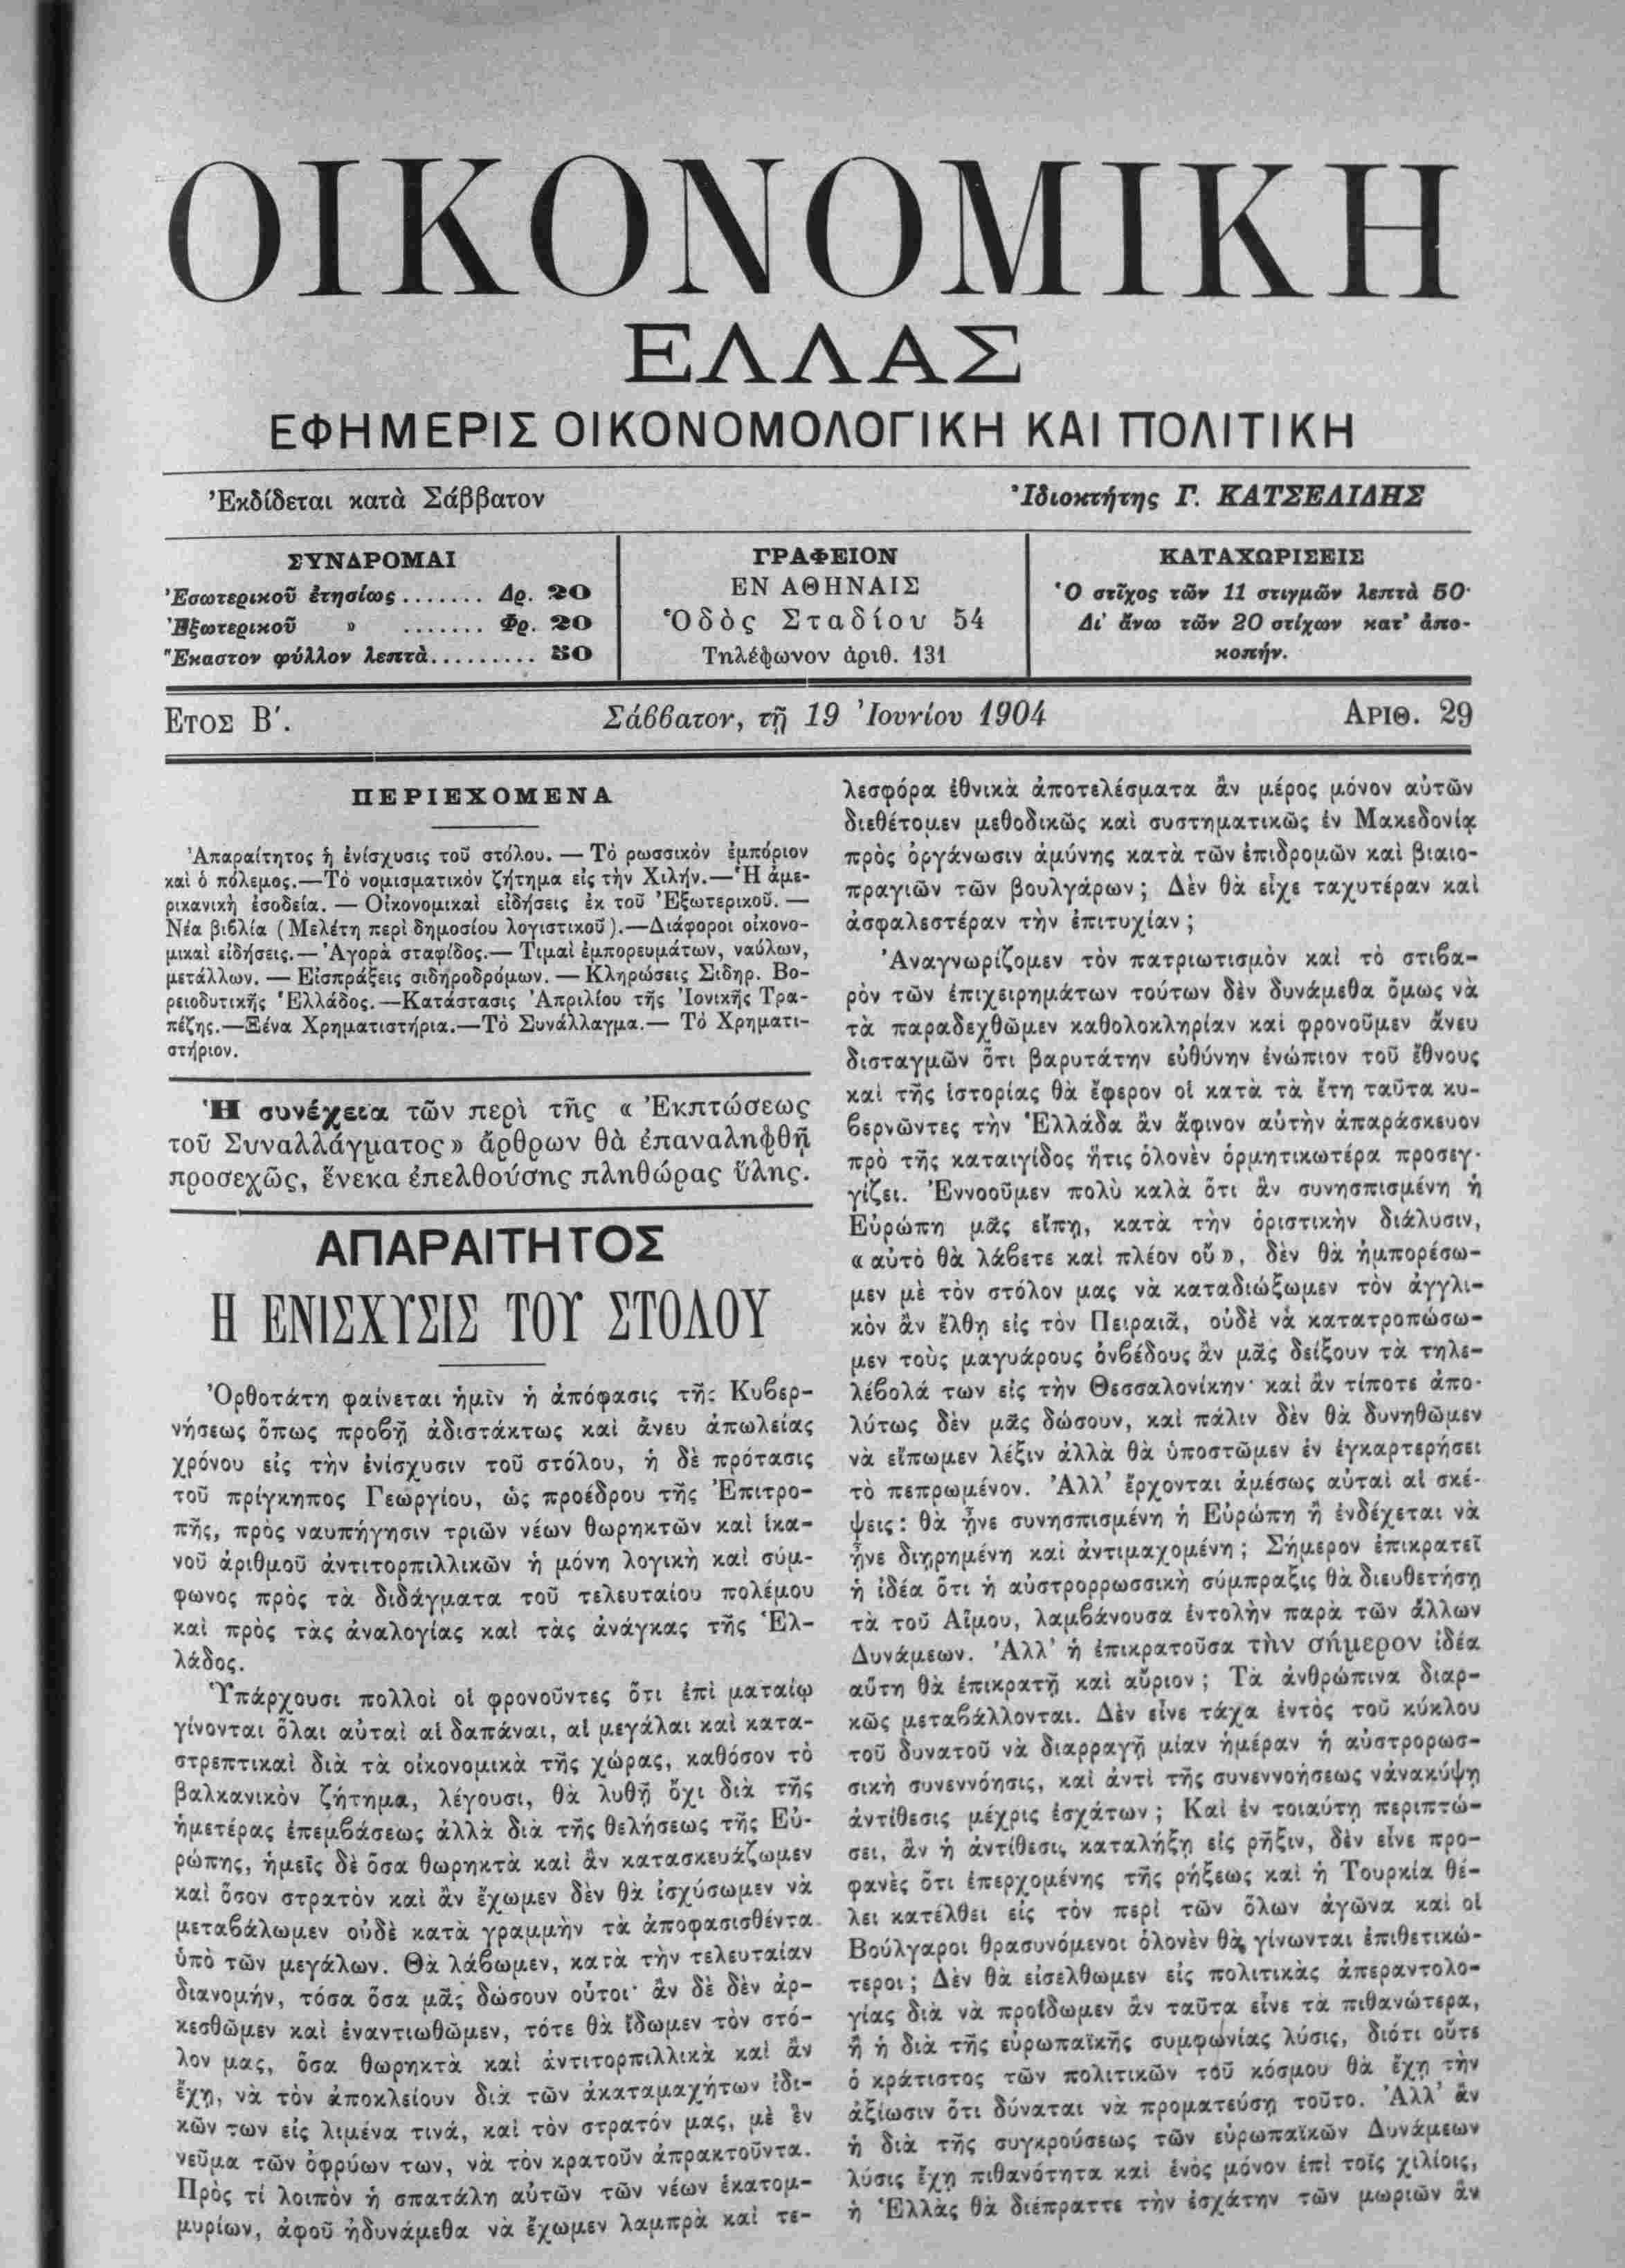 ΟΙΚΟΝΟΜΙΚΗ
ΕΛΛΑΣ
ΕΦΗΜΕΡΙΣ ΟΙΚΟΝΟΜΟΛΟΓΙΚΗ ΚΑΙ ΠΟΛΙΤΙΚΗ
Ἐκδίδεται κατὰ Σάββατον
Ἰδιοκτήτης Γ. ΚΑΤΣΕΛΙΔΗΣ
ΣΥΝΔΡΟΜΑΙ
Ἐσωτερικοῦ ἐτησίως ....... Δρ. 20
Ἐξωτερικοῦ » ....... Φρ. 20
Ἕκαστον φύλλον λεπτὰ......... 50
ΓΡΑΦΕΙΟΝ
ΕΝ ΑΘΗΝΑΙΣ
Ὁδὸς Σταδίου 54
Τηλέφωνον ἀριθ. 131
ΚΑΤΑΧΩΡΙΣΕΙΣ
Ὁ στῖχος τῶν 11 στιγμῶν λεπτὰ 50·
Δι' ἄνω τῶν 20 στίχων κατ' ἀπο-
κοπήν.
ΕΤΟΣ Β΄.
Σάββατον, τῇ 19 Ἰουνίου 1904
ΑΡΙΘ. 29
ΠΕΡΙΕΧΟΜΕΝΑ
Ἀπαραίτητος ἡ ἐνίσχυσις τοῦ στόλου. — Τὸ ρωσσικὸν ἐμπόριον
καὶ ὁ πόλεμος.—Τὸ νομισματικὸν ζήτημα εἰς τὴν Χιλήν.—Ἡ ἀμε-
ρικανικὴ ἐσοδεία. — Οἰκονομικαὶ εἰδήσεις ἐκ τοῦ Ἐξωτερικοῦ. —
Νέα βιβλία (Μελέτη περὶ δημοσίου λογιστικοῦ).—Διάφοροι οἰκονο-
μικαὶ εἰδήσεις.— Ἀγορὰ σταφίδος.— Τιμαὶ ἐμπορευμάτων, ναύλων,
μετάλλων. — Εἰσπράξεις σιδηροδρόμων. — Κληρώσεις Σιδηρ. Βο-
ρειοδυτικῆς Ἑλλάδος.—Κατάστασις Ἀπριλίου τῆς Ἰονικῆς Τρα-
πέζης.—Ξένα Χρηματιστήρια.—Τὸ Συνάλλαγμα.— Τὸ Χρηματι-
στήριον.
Ἡ συνέχεια τῶν περὶ τῆς « Ἐκπτώσεως
τοῦ Συναλλάγματος» ἄρθρων θὰ ἐπαναληφθῇ
προσεχῶς, ἕνεκα ἐπελθούσης πληθώρας ὕλης.
ΑΠΑΡΑΙΤΗΤΟΣ
Η ΕΝΙΣΧΥΣΙΣ ΤΟΥ ΣΤΟΛΟΥ
Ὀρθοτάτη φαίνεται ἡμῖν ἡ ἀπόφασις τῆς Κυβερ-
νήσεως ὅπως προβῇ ἀδιστάκτως καὶ ἄνευ ἀπωλείας
χρόνου εἰς τὴν ἐνίσχυσιν τοῦ στόλου, ἡ δὲ πρότασις
τοῦ πρίγκηπος Γεωργίου, ὡς προέδρου τῆς Ἐπιτρο-
πῆς, πρὸς ναυπήγησιν τριῶν νέων θωρηκτῶν καὶ ἱκα-
νοῦ ἀριθμοῦ ἀντιτορπιλλικῶν ἡ μόνη λογικὴ καὶ σύμ-
φωνος πρὸς τὰ διδάγματα τοῦ τελευταίου πολέμου
καὶ πρὸς τὰς ἀναλογίας καὶ τὰς ἀνάγκας τῆς Ἑλ-
λάδος.
Ὑπάρχουσι πολλοὶ οἱ φρονοῦντες ὅτι ἐπὶ ματαίῳ
γίνονται ὅλαι αὐταὶ αἱ δαπάναι, αἱ μεγάλαι καὶ κατα-
στρεπτικαὶ διὰ τὰ οἰκονομικὰ τῆς χώρας, καθόσον τὸ
βαλκανικὸν ζήτημα, λέγουσι, θὰ λυθῇ ὄχι διὰ τῆς
ἡμετέρας ἐπεμβάσεως ἀλλὰ διὰ τῆς θελήσεως τῆς Εὐ-
ρώπης, ἡμεῖς δὲ ὅσα θωρηκτὰ καὶ ἂν κατασκευάζωμεν
καὶ ὅσον στρατὸν καὶ ἂν ἔχωμεν δὲν θὰ ἰσχύσωμεν νὰ
μεταβάλωμεν οὐδὲ κατὰ γραμμὴν τὰ ἀποφασισθέντα
ὑπὸ τῶν μεγάλων. Θὰ λάβωμεν, κατὰ τὴν τελευταίαν
διανομήν, τόσα ὅσα μᾶς δώσουν οὗτοι· ἂν δὲ δὲν ἀρ-
κεσθῶμεν καὶ ἐναντιωθῶμεν, τότε θὰ ἴδωμεν τὸν στό-
λον μας, ὅσα θωρηκτὰ καὶ ἀντιτορπιλλικὰ καὶ ἂν
ἔχῃ, νὰ τὸν ἀποκλείουν διὰ τῶν ἀκαταμαχήτων ἰδι-
κῶν των εἰς λιμένα τινά, καὶ τὸν στρατόν μας, μὲ ἓν
νεῦμα τῶν ὀφρύων των, νὰ τὸν κρατοῦν ἀπρακτοῦντα.
Πρὸς τί λοιπὸν ἡ σπατάλη αὐτῶν τῶν νέων ἑκατομ-
μυρίων, ἀφοῦ ἠδυνάμεθα νὰ ἔχωμεν λαμπρὰ καὶ τε-
λεσφόρα ἐθνικὰ ἀποτελέσματα ἂν μέρος μόνον αὐτῶν
διεθέτομεν μεθοδικῶς καὶ συστηματικῶς ἐν Μακεδονίᾳ
πρὸς ὀργάνωσιν ἀμύνης κατὰ τῶν ἐπιδρομῶν καὶ βιαιο-
πραγιῶν τῶν βουλγάρων; Δὲν θὰ εἶχε ταχυτέραν καὶ
ἀσφαλεστέραν τὴν ἐπιτυχίαν;
Ἀναγνωρίζομεν τὸν πατριωτισμὸν καὶ τὸ στιβα-
ρὸν τῶν ἐπιχειρημάτων τούτων δὲν δυνάμεθα ὅμως νὰ
τὰ παραδεχθῶμεν καθολοκληρίαν καὶ φρονοῦμεν ἄνευ
δισταγμῶν ὅτι βαρυτάτην εὐθύνην ἐνώπιον τοῦ ἔθνους
καὶ τῆς ἱστορίας θὰ ἔφερον οἱ κατὰ τὰ ἔτη ταῦτα κυ-
βερνῶντες τὴν Ἑλλάδα ἂν ἄφινον αὐτὴν ἀπαράσκευον
πρὸ τῆς καταιγίδος ἥτις ὁλονὲν ὁρμητικωτέρα προσεγ-
γίζει. Ἐννοοῦμεν πολὺ καλὰ ὅτι ἂν συνησπισμένη ἡ
Εὐρώπη μᾶς εἴπῃ, κατὰ τὴν ὁριστικὴν διάλυσιν,
«αὐτὸ θὰ λάβετε καὶ πλέον οὔ», δὲν θὰ ἠμπορέσω-
μεν μὲ τὸν στόλον μας νὰ καταδιώξωμεν τὸν ἀγγλι-
κὸν ἂν ἔλθῃ εἰς τὸν Πειραιᾶ, οὐδὲ νὰ κατατροπώσω-
μεν τοὺς μαγυάρους ὀνβέδους ἂν μᾶς δείξουν τὰ τηλε-
λέβολά των εἰς τὴν Θεσσαλονίκην· καὶ ἂν τίποτε ἀπο-
λύτως δὲν μᾶς δώσουν, καὶ πάλιν δὲν θὰ δυνηθῶμεν
νὰ εἴπωμεν λέξιν ἀλλὰ θὰ ὑποστῶμεν ἐν ἐγκαρτερήσει
τὸ πεπρωμένον. Ἀλλ' ἔρχονται ἀμέσως αὐταὶ αἱ σκέ-
ψεις: θὰ ᾖνε συνησπισμένη ἡ Εὐρώπη ἢ ἐνδέχεται νὰ
ᾖνε διῃρημένη καὶ ἀντιμαχομένη; Σήμερον ἐπικρατεῖ
ἡ ἰδέα ὅτι ἡ αὐστρορρωσσικὴ σύμπραξις θὰ διευθετήσῃ
τὰ τοῦ Αἵμου, λαμβάνουσα ἐντολὴν παρὰ τῶν ἄλλων
Δυνάμεων. Ἀλλ' ἡ ἐπικρατοῦσα τὴν σήμερον ἰδέα
αὕτη θὰ ἐπικρατῇ καὶ αὔριον; Τὰ ἀνθρώπινα διαρ-
κῶς μεταβάλλονται. Δὲν εἶνε τάχα ἐντὸς τοῦ κύκλου
τοῦ δυνατοῦ νὰ διαρραγῇ μίαν ἡμέραν ἡ αὐστρορωσ-
σικὴ συνεννόησις, καὶ ἀντὶ τῆς συνεννοήσεως νἀνακύψῃ
ἀντίθεσις μέχρις ἐσχάτων; Καὶ ἐν τοιαύτῃ περιπτώ-
σει, ἂν ἡ ἀντίθεσις καταλήξῃ εἰς ρῆξιν, δὲν εἶνε προ-
φανὲς ὅτι ἐπερχομένης τῆς ρήξεως καὶ ἡ Τουρκία θέ-
λει κατέλθει εἰς τὸν περὶ τῶν ὅλων ἀγῶνα καὶ οἱ
Βούλγαροι θρασυνόμενοι ὁλονὲν θὰ γίνωνται ἐπιθετικώ-
τεροι; Δὲν θὰ εἰσελθωμεν εἰς πολιτικὰς ἀπεραντολο-
γίας διὰ νὰ προΐδωμεν ἂν ταῦτα εἶνε τὰ πιθανώτερα,
ἢ ἡ διὰ τῆς εὐρωπαϊκῆς συμφωνίας λύσις, διότι οὔτε
ὁ κράτιστος τῶν πολιτικῶν τοῦ κόσμου θὰ ἔχῃ τὴν
ἀξίωσιν ὅτι δύναται νὰ προματεύσῃ τοῦτο. Ἀλλ' ἂν
ἡ διὰ τῆς συγκρούσεως τῶν εὐρωπαϊκῶν Δυνάμεων
λύσις ἔχῃ πιθανότητα καὶ ἑνὸς μόνον ἐπὶ τοῖς χιλίοις,
ἡ Ἑλλὰς θὰ διέπραττε τὴν ἐσχάτην τῶν μωριῶν ἂν